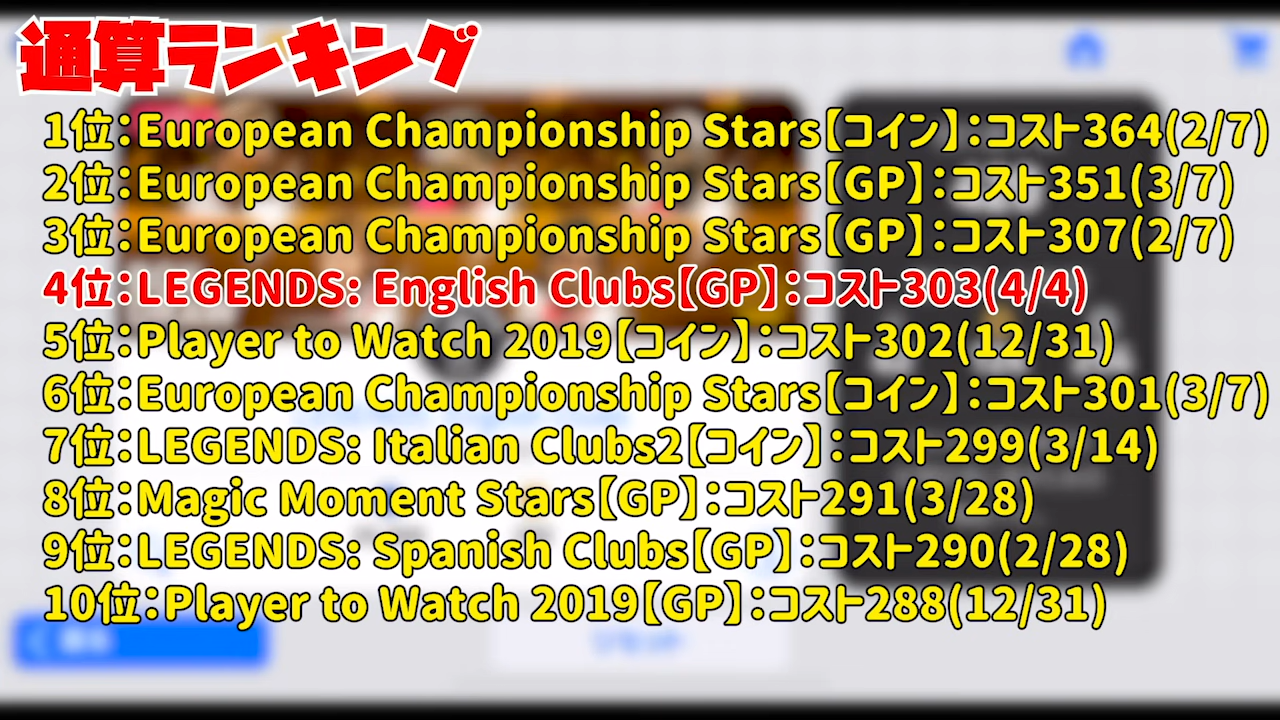 通算ランキング
1位:European Championship Stars【コイン】:コスト364(2/7)
2位:European Championship Stars【GP】:コスト351(3/7)
3位:European Championship Stars【GP】:コスト307(2/7)
4位:LEGENDS: English Clubs【GP】:コスト303(4/4)
5位:Player to Watch 2019【コイン】:コスト302(12/31)
6位:European Championship Stars【コイン】:コスト301(3/7)
7位:LEGENDS: Italian Clubs2【コイン】:コスト299(3/14)
8位:Magic Moment Stars【GP】:コスト291(3/28)
9位:LEGENDS: Spanish Clubs【GP】:コスト290(2/28)
10位:Player to Watch 2019【GP】:コスト288(12/31)